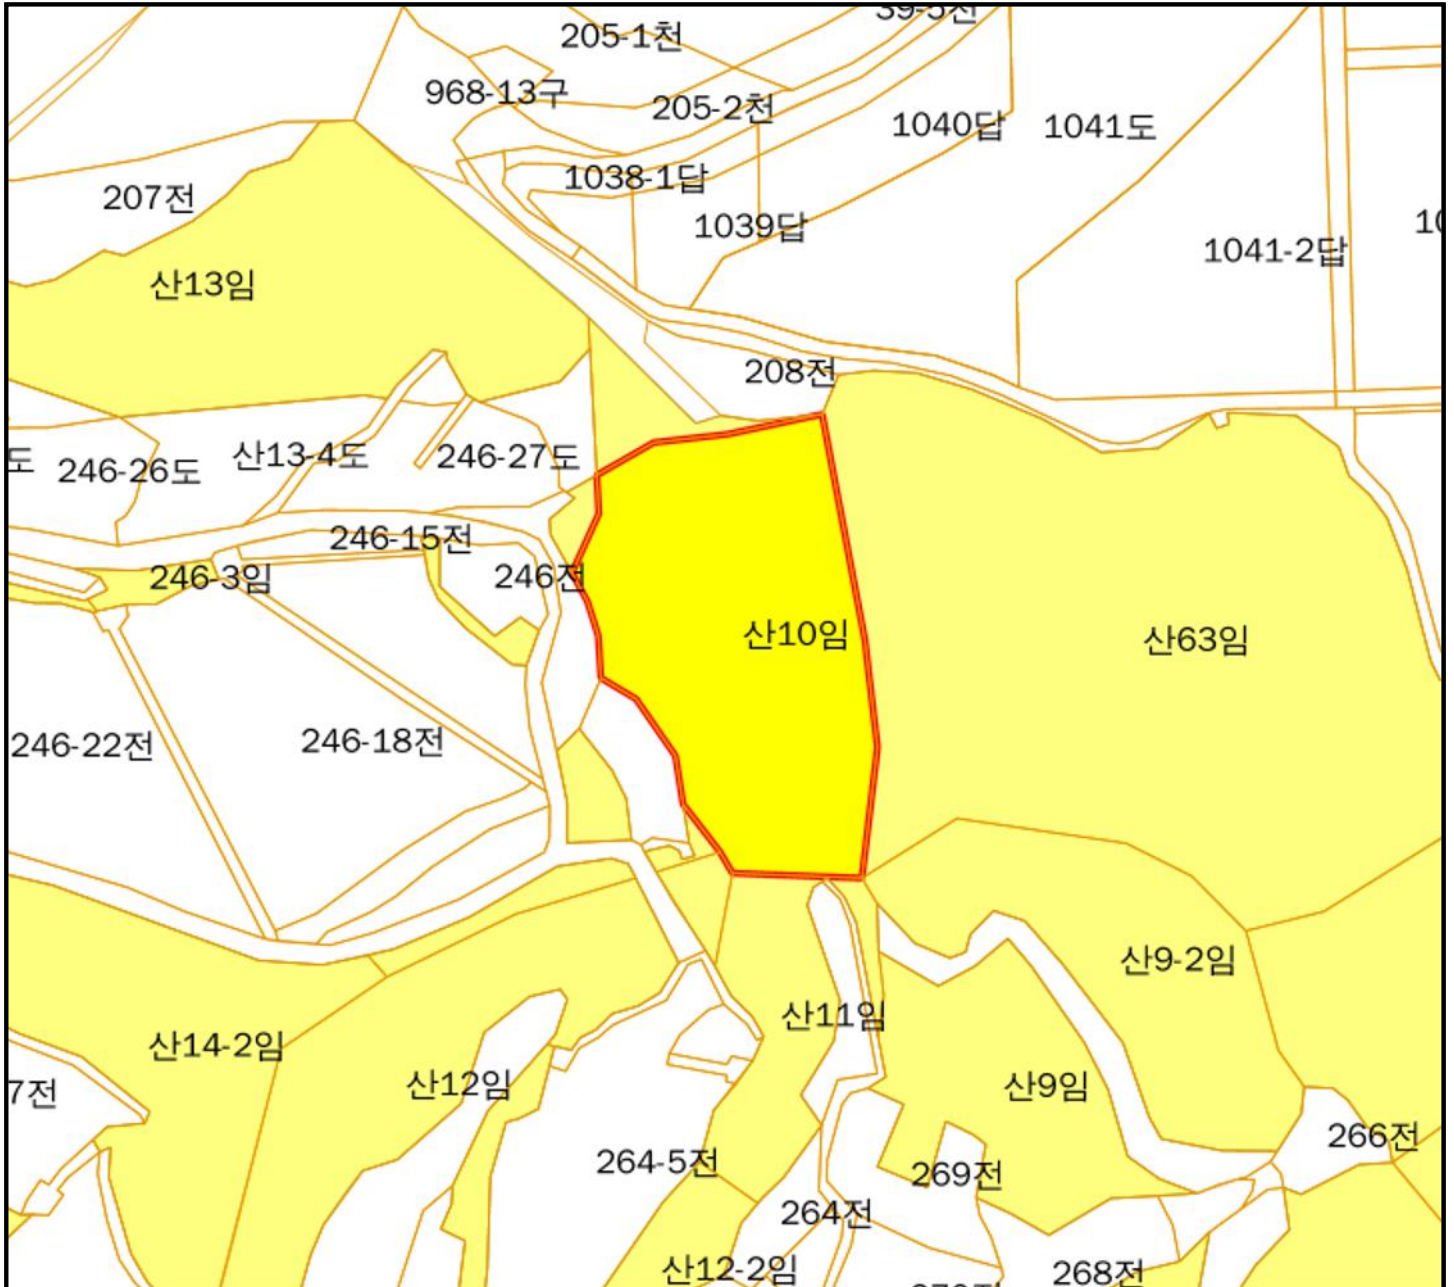 39-5전
205-1천
968-13구
205-2천
1040답
1041도
1038-1답
207전
1039답
1041-2답
산13임
208전
도
246-26도
산13-4도
246-27도
246-15전
246-3임
246전
산10임
산63임
246-22전
246-18전
산9-2임
산11임
산14-2임
산12임
산9임
7전
266전
264-5전
269전
264전
산12-2임
268전